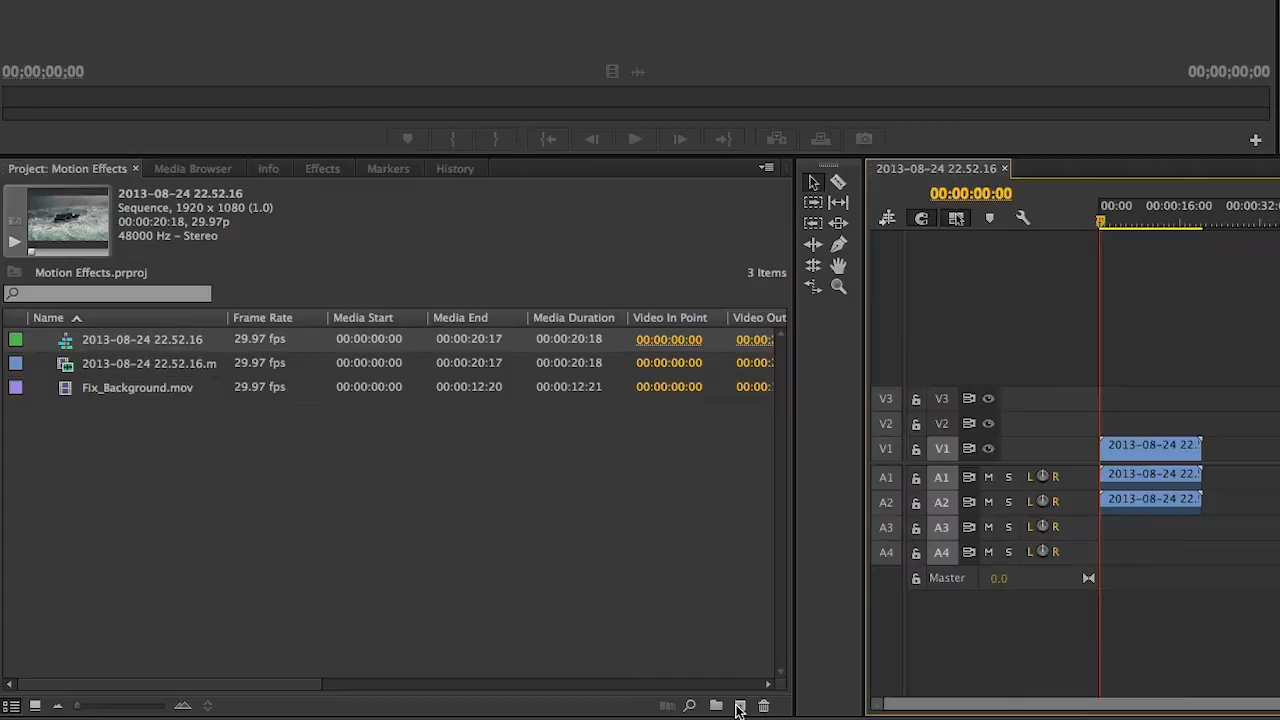 00;00;00;00 00;00;00;00
Project: Motion Effects × Media Browser Info Effects Markers History
2013-08-24 22.52.16 ×
2013-08-24 22.52.16
Sequence, 1920 x 1080 (1.0)
00:00:20:18, 29.97p
48000 Hz - Stereo
00:00:00:00
00:00 00:00:16:00 00:00:32:0
Motion Effects.prproj 3 Items
Name Frame Rate Media Start Media End Media Duration Video In Point Video Out
2013-08-24 22.52.16 29.97 fps 00:00:00:00 00:00:20:17 00:00:20:18 00:00:00:00 00:00:
2013-08-24 22.52.16.m 29.97 fps 00:00:00:00 00:00:20:17 00:00:20:18 00:00:00:00 00:00:
Fix_Background.mov 29.97 fps 00:00:00:00 00:00:12:20 00:00:12:21 00:00:00:00 00:00:
V3 V3
V2 V2
V1 V1 2013-08-24 22.
A1 A1 M S L R 2013-08-24 22.
A2 A2 M S L R 2013-08-24 22.
A3 A3 M S L R
A4 A4 M S L R
Master 0.0